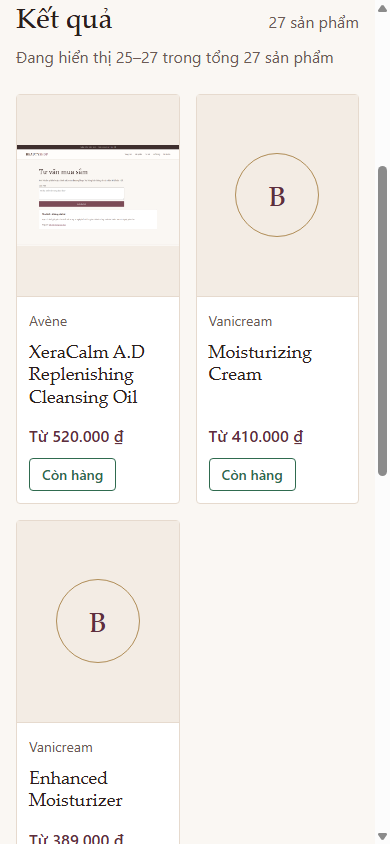 Kết quả
27 sản phẩm
Đang hiển thị 25–27 trong tổng 27 sản phẩm
Tư vấn mua sắm
Avène
XeraCalm A.D
Replenishing
Cleansing Oil
Từ 520.000 ₫
Còn hàng
B
Vanicream
Moisturizing
Cream
Từ 410.000 ₫
Còn hàng
B
Vanicream
Enhanced
Moisturizer
Từ 389.000 ₫